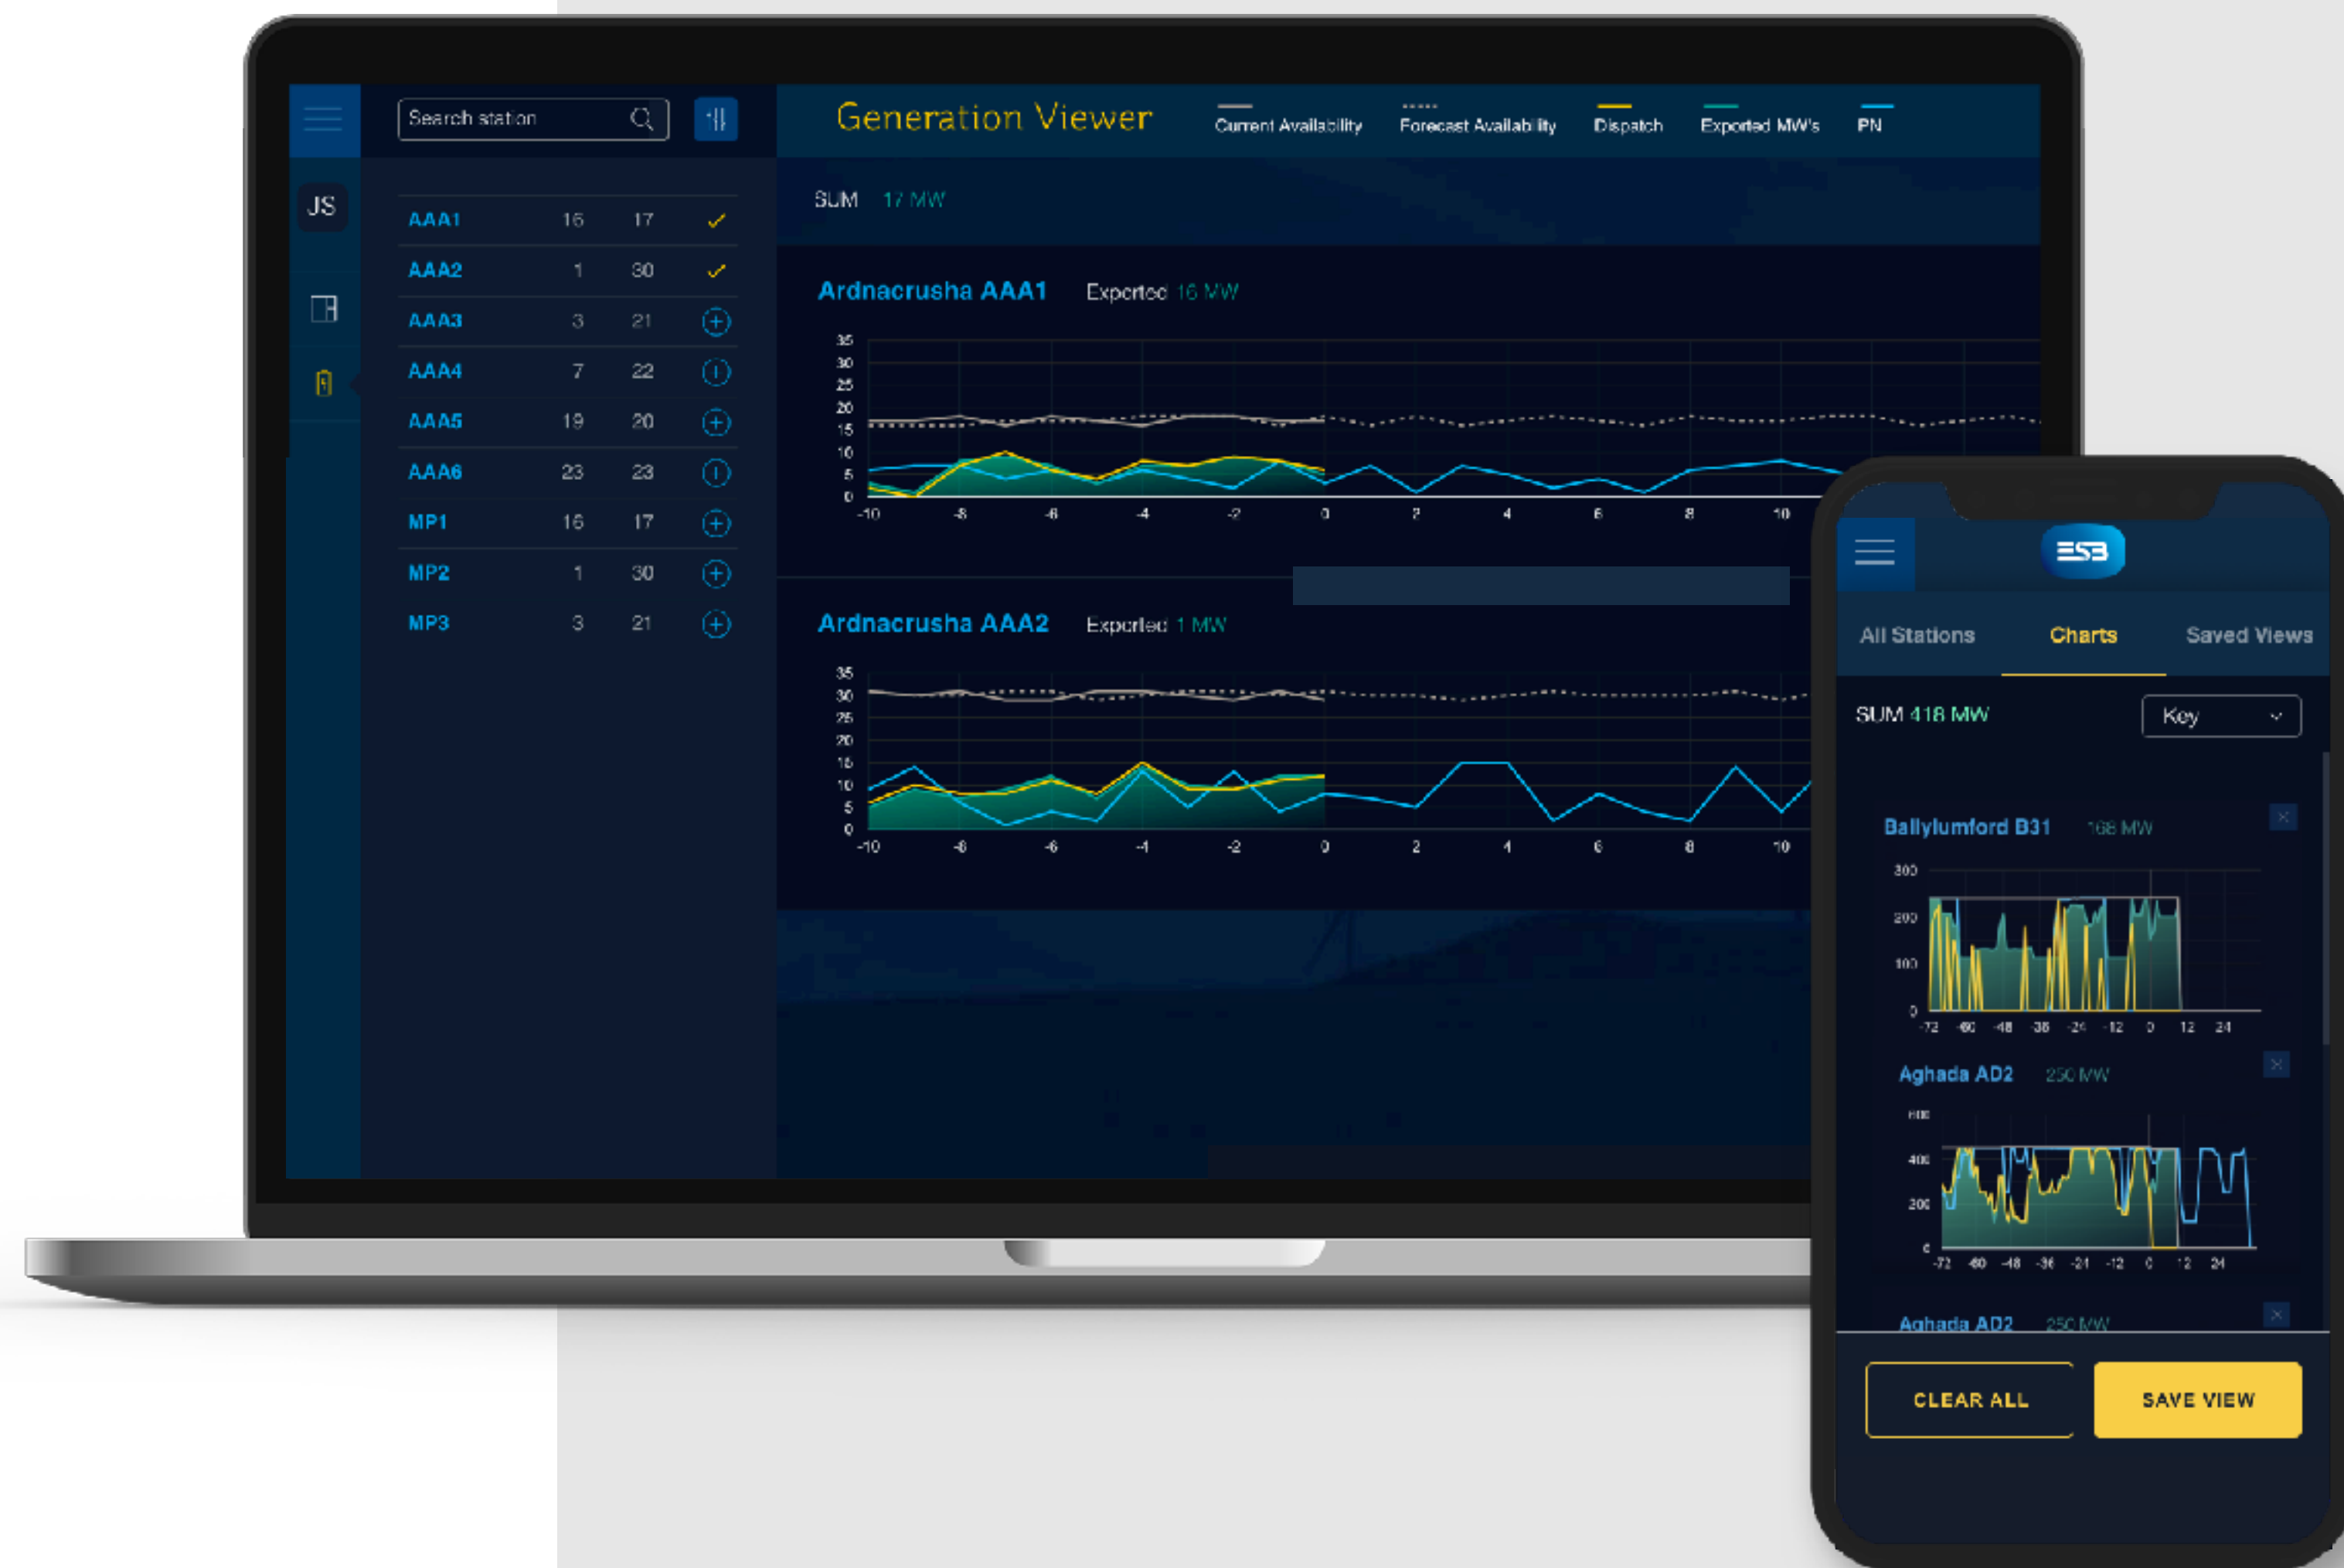 Search station
Generation Viewer
Current Availability
Forecast Availability
Dispatch
Exported MW's
PN
JS
SUM 17 MW
AAA1 16 17
AAA2 1 30
AAA3 3 21
AAA4 7 22
AAA5 19 20
AAA6 23 23
MP1 16 17
MP2 1 30
MP3 3 21
Ardnacrusha AAA1 Exported 16 MW
35
30
25
20
15
10
5
0
-10 -8 -6 -4 -2 0 2 4 6 8 10
Ardnacrusha AAA2 Exported 1 MW
35
30
25
20
15
10
5
0
-10 -8 -6 -4 -2 0 2 4 6 8 10
ESB
All Stations Charts Saved Views
SUM 418 MW Key
Ballylumford B31 168 MW
300
200
100
0
-72 -60 -48 -36 -24 -12 0 12 24
Aghada AD2 250 MW
600
400
200
0
-72 -60 -48 -36 -24 -12 0 12 24
Aghada AD2 250 MW
CLEAR ALL SAVE VIEW